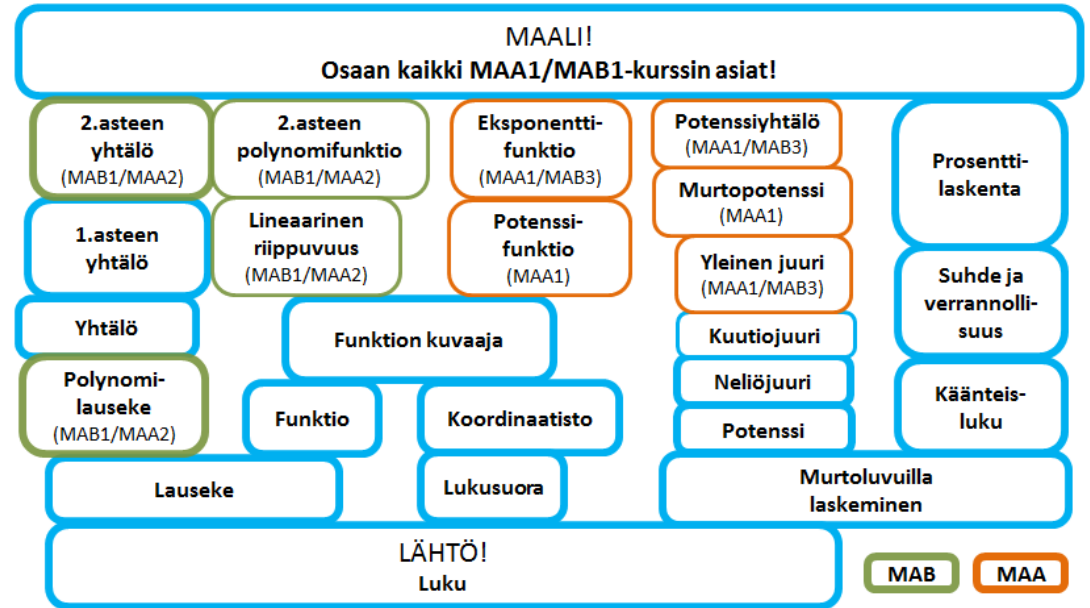 MAALI!
Osaan kaikki MAA1/MAB1-kurssin asiat!
2.asteen
yhtälö
(MAB1/MAA2)
2.asteen
polynomifunktio
(MAB1/MAA2)
Eksponentti-
funktio
(MAA1/MAB3)
Potenssiyhtälö
(MAA1/MAB3)
Prosentti-
laskenta
Murtopotenssi
(MAA1)
1.asteen
yhtälö
Lineaarinen
riippuvuus
(MAB1/MAA2)
Potenssi-
funktio
(MAA1)
Yleinen juuri
(MAA1/MAB3)
Suhde ja
verrannolli-
suus
Yhtälö
Funktion kuvaaja
Kuutiojuuri
Polynomi-
lauseke
(MAB1/MAA2)
Funktio
Koordinaatisto
Neliöjuuri
Potenssi
Käänteis-
luku
Lauseke
Lukusuora
Murtoluvuilla
laskeminen
LÄHTÖ!
Luku
MAB
MAA